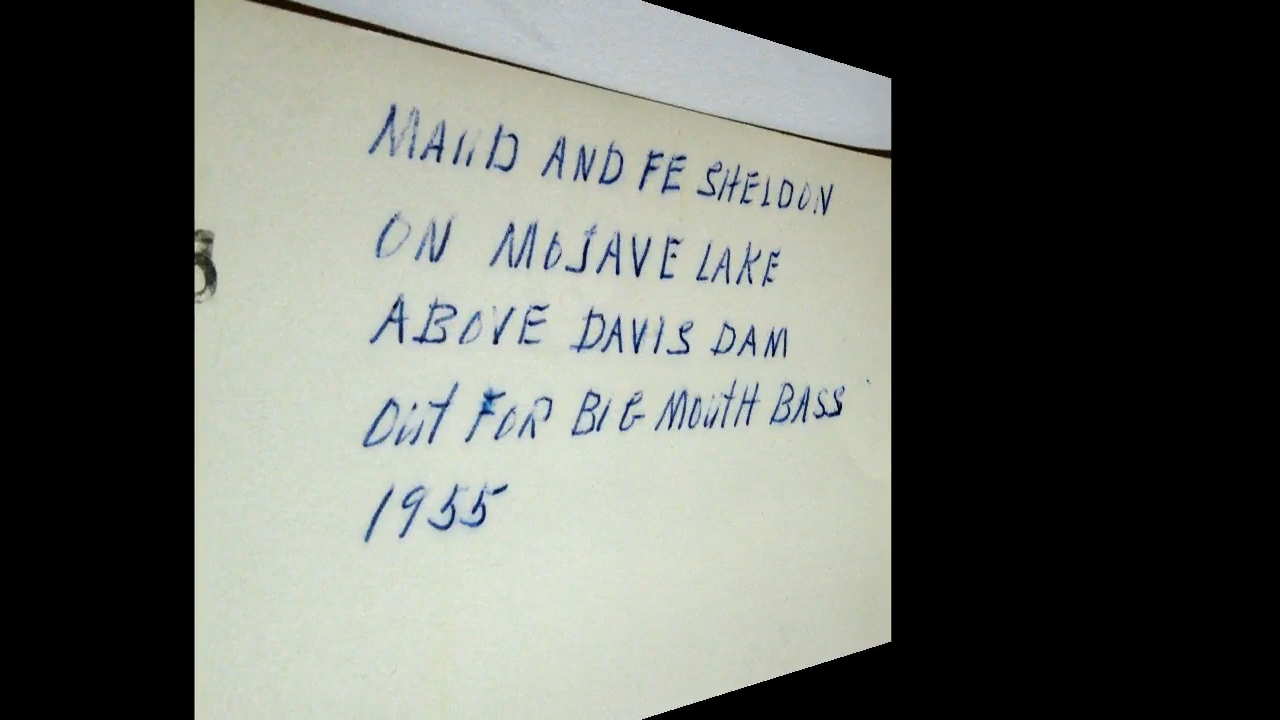 MAUD AND FE SHELDON
ON MOJAVE LAKE
ABOVE DAVIS DAM
OUT FOR BIG MOUTH BASS
1955